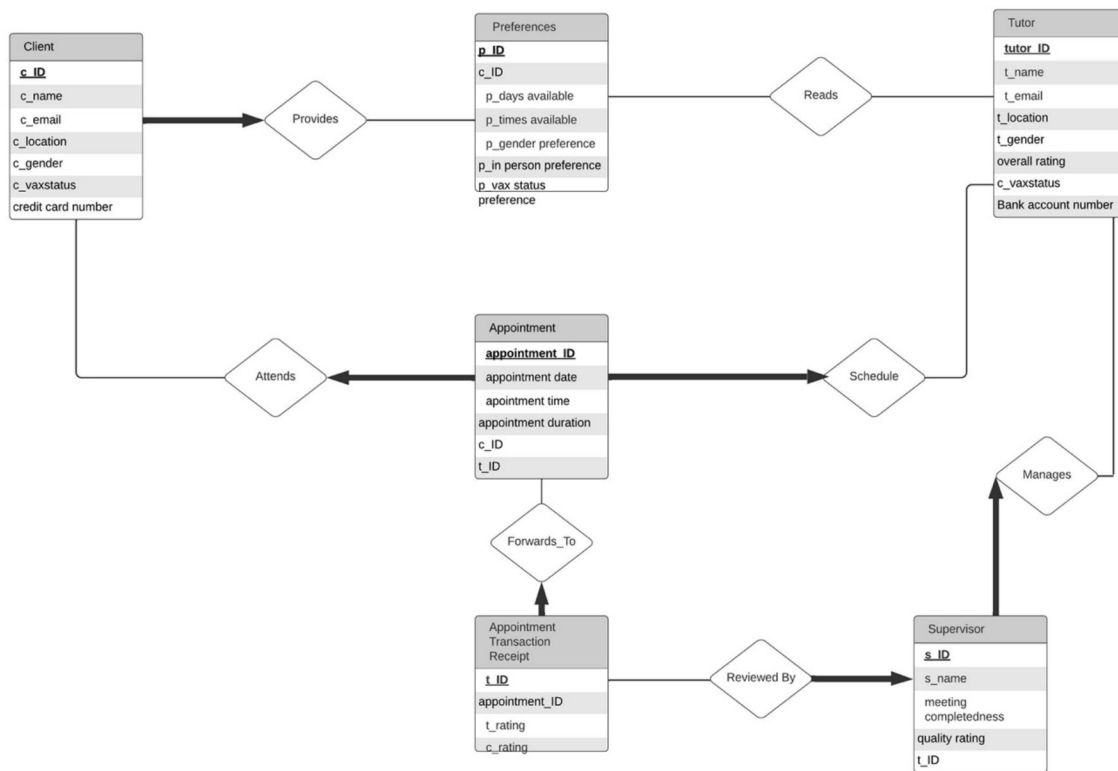 Client
c_ID
c_name
c_email
c_location
c_gender
c_vaxstatus
credit card number
Provides
Preferences
p_ID
c_ID
p_days available
p_times available
p_gender preference
p_in person preference
p_vax status
preference
Reads
Tutor
tutor_ID
t_name
t_email
t_location
t_gender
overall rating
c_vaxstatus
Bank account number
Attends
Appointment
appointment_ID
appointment date
apointment time
appointment duration
c_ID
t_ID
Schedule
Manages
Forwards_To
Appointment
Transaction
Receipt
t_ID
appointment_ID
t_rating
c_rating
Reviewed By
Supervisor
s_ID
s_name
meeting
completedness
quality rating
t_ID